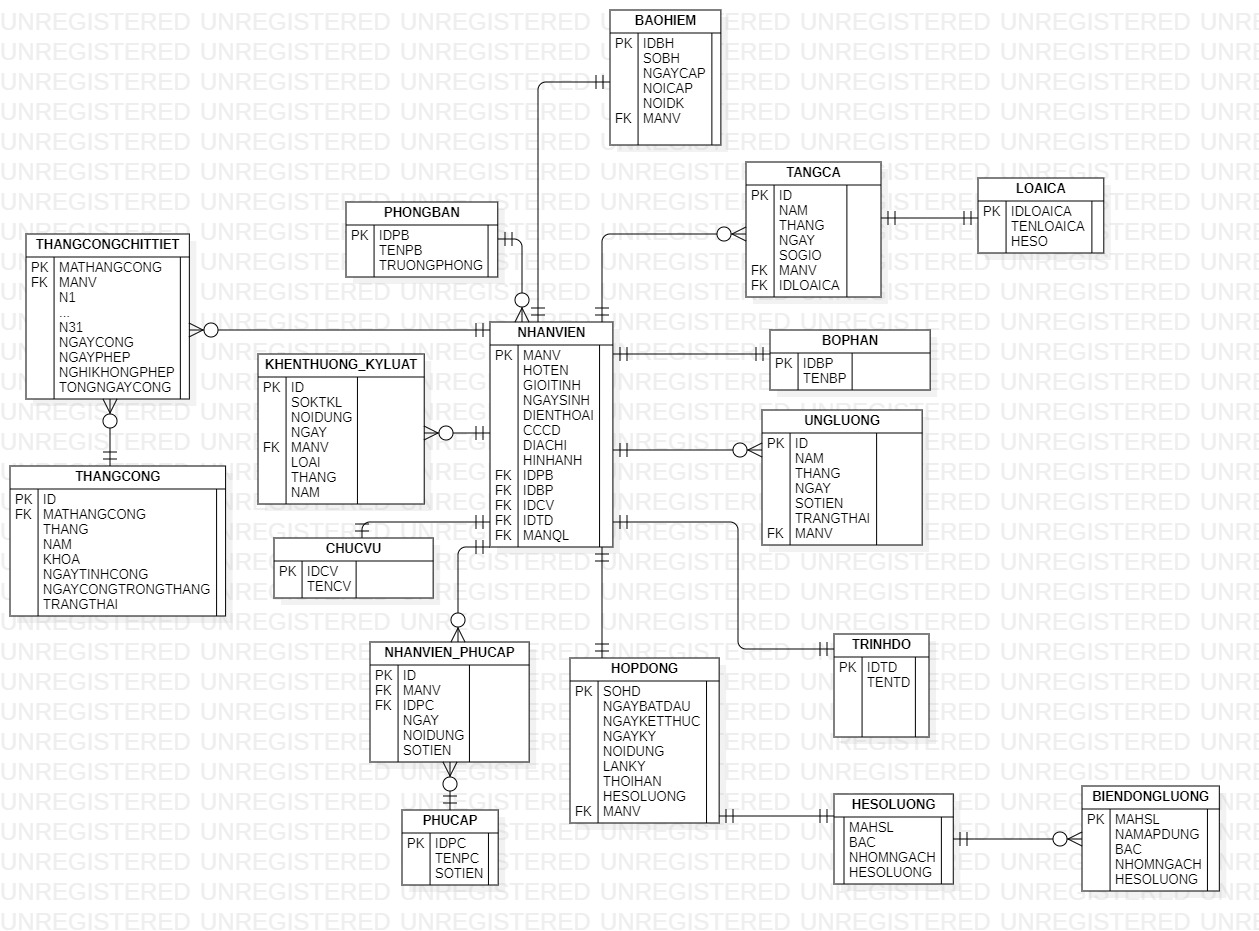 BAOHIEM
PK IDBH
SOBH
NGAYCAP
NOICAP
NOIDK
FK MANV
TANGCA
PK ID
NAM
THANG
NGAY
SOGIO
FK MANV
FK IDLOAICA
LOAICA
PK IDLOAICA
TENLOAICA
HESO
PHONGBAN
PK IDPB
TENPB
TRUONGPHONG
THANGCONGCHITTIET
PK MATHANGCONG
FK MANV
N1
...
N31
NGAYCONG
NGAYPHEP
NGHIKHONGPHEP
TONGNGAYCONG
NHANVIEN
PK MANV
HOTEN
GIOITINH
NGAYSINH
DIENTHOAI
CCCD
DIACHI
HINHANH
FK IDPB
FK IDBP
FK IDCV
FK IDTD
FK MANQL
BOPHAN
PK IDBP
TENBP
KHENTHUONG_KYLUAT
PK ID
SOKTKL
NOIDUNG
NGAY
FK MANV
LOAI
THANG
NAM
UNGLUONG
PK ID
NAM
THANG
NGAY
SOTIEN
TRANGTHAI
FK MANV
THANGCONG
PK ID
FK MATHANGCONG
THANG
NAM
KHOA
NGAYTINHCONG
NGAYCONGTRONGTHANG
TRANGTHAI
CHUCVU
PK IDCV
TENCV
NHANVIEN_PHUCAP
PK ID
FK MANV
FK IDPC
NGAY
NOIDUNG
SOTIEN
HOPDONG
PK SOHD
NGAYBATDAU
NGAYKETTHUC
NGAYKY
NOIDUNG
LANKY
THOIHAN
HESOLUONG
FK MANV
TRINHDO
PK IDTD
TENTD
PHUCAP
PK IDPC
TENPC
SOTIEN
HESOLUONG
MAHSL
BAC
NHOMNGACH
HESOLUONG
BIENDONGLUONG
PK MAHSL
NAMAPDUNG
BAC
NHOMNGACH
HESOLUONG
UNREGISTERED